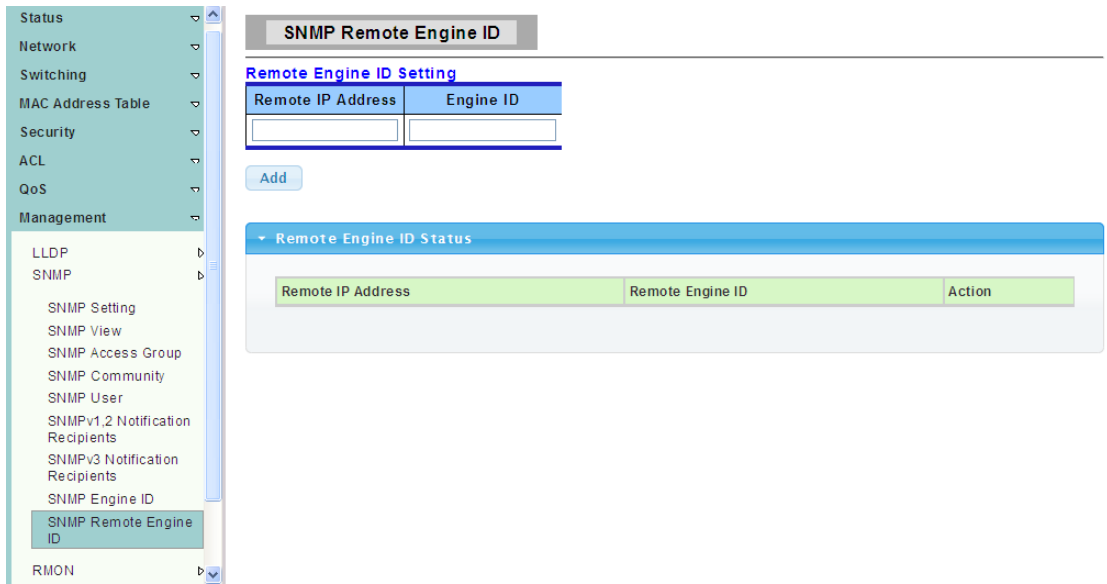 Status
Network
Switching
MAC Address Table
Security
ACL
QoS
Management
LLDP
SNMP
SNMP Setting
SNMP View
SNMP Access Group
SNMP Community
SNMP User
SNMPv1,2 Notification
Recipients
SNMPv3 Notification
Recipients
SNMP Engine ID
SNMP Remote Engine
ID
RMON
SNMP Remote Engine ID
Remote Engine ID Setting
Remote IP Address Engine ID
Add
Remote Engine ID Status
Remote IP Address Remote Engine ID Action